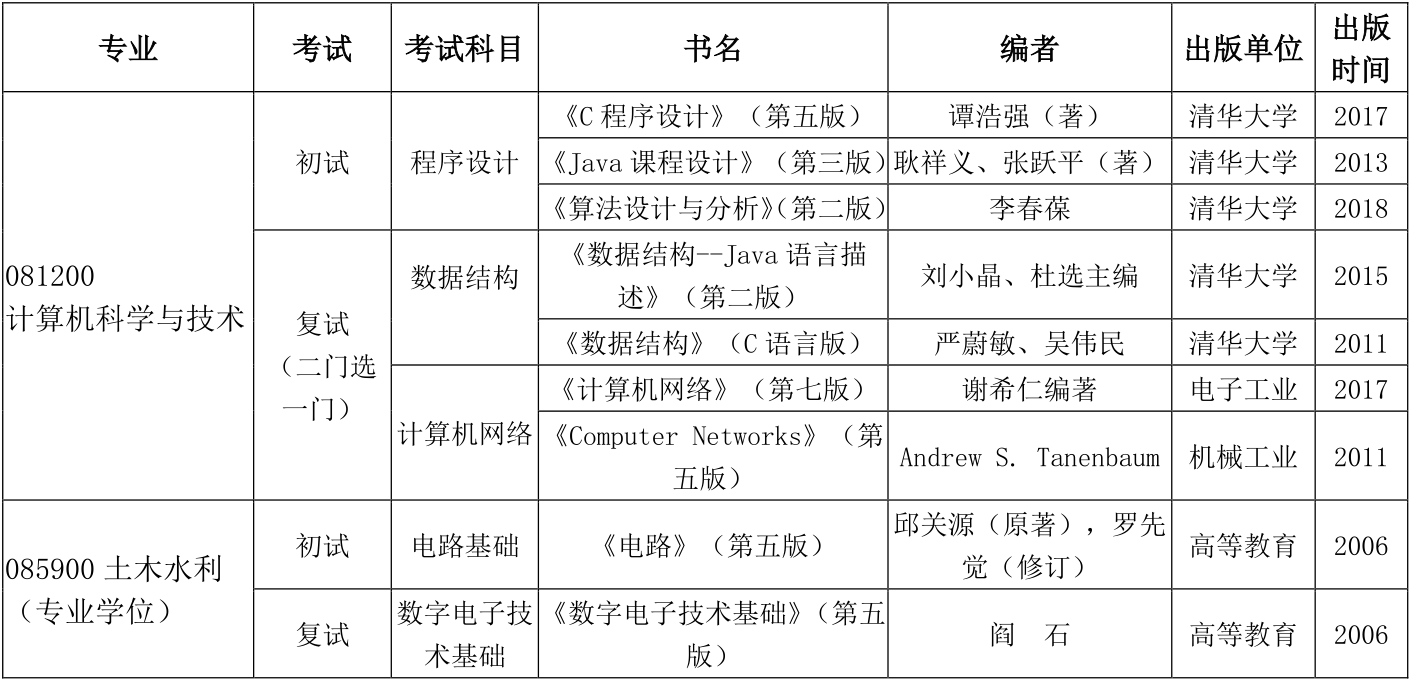 专业 考试 考试科目 书名 编者 出版单位 出版
时间
081200
计算机科学与技术
初试
程序设计
《C 程序设计》（第五版） 谭浩强（著） 清华大学 2017
《Java 课程设计》（第三版） 耿祥义、张跃平（著） 清华大学 2013
《算法设计与分析》（第二版） 李春葆 清华大学 2018
复试
（二门选
一门）
数据结构
《数据结构--Java 语言描
述》（第二版）
刘小晶、杜选主编 清华大学 2015
《数据结构》（C 语言版） 严蔚敏、吴伟民 清华大学 2011
计算机网络
《计算机网络》（第七版） 谢希仁编著 电子工业 2017
《Computer Networks》（第
五版）
Andrew S. Tanenbaum 机械工业 2011
085900 土木水利
（专业学位）
初试 电路基础 《电路》（第五版）
邱关源（原著），罗先
觉（修订）
高等教育 2006
复试
数字电子技
术基础
《数字电子技术基础》（第五
版）
阎　石 高等教育 2006